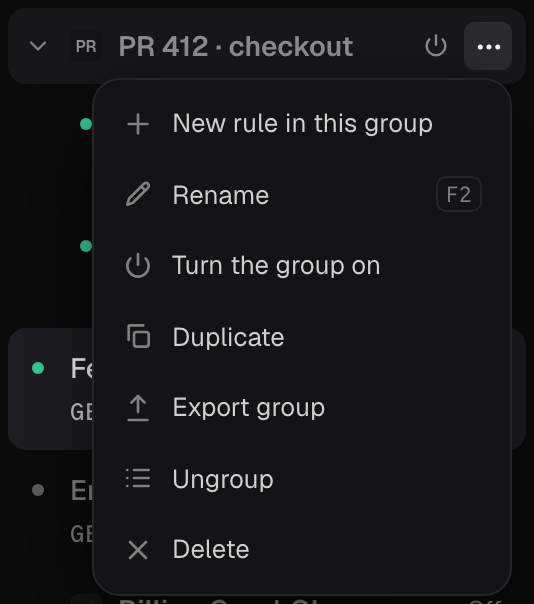 PR PR 412 · checkout
New rule in this group
Rename F2
Turn the group on
Duplicate
Export group
Ungroup
Delete